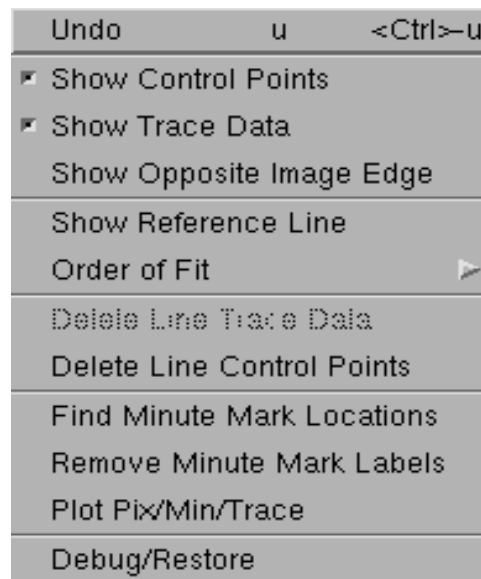 Undo u <Ctrl>-u
Show Control Points
Show Trace Data
Show Opposite Image Edge
Show Reference Line
Order of Fit
Delete Line Trace Data
Delete Line Control Points
Find Minute Mark Locations
Remove Minute Mark Labels
Plot Pix/Min/Trace
Debug/Restore